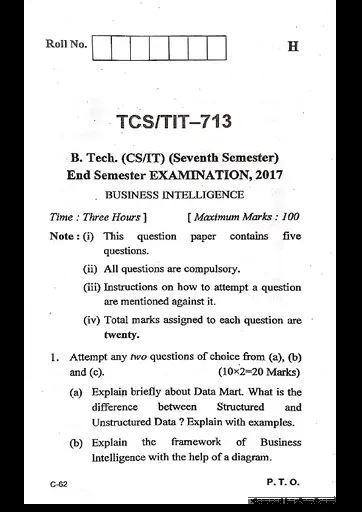 Roll No.
H
TCS/TIT–713
B. Tech. (CS/IT) (Seventh Semester)
End Semester EXAMINATION, 2017
BUSINESS INTELLIGENCE
Time : Three Hours ] [ Maximum Marks : 100
Note : (i) This question paper contains five
questions.
(ii) All questions are compulsory.
(iii) Instructions on how to attempt a question
are mentioned against it.
(iv) Total marks assigned to each question are
twenty.
1. Attempt any two questions of choice from (a), (b)
and (c). (10×2=20 Marks)
(a) Explain briefly about Data Mart. What is the
difference between Structured and
Unstructured Data ? Explain with examples.
(b) Explain the framework of Business
Intelligence with the help of a diagram.
C-62 P. T. O.